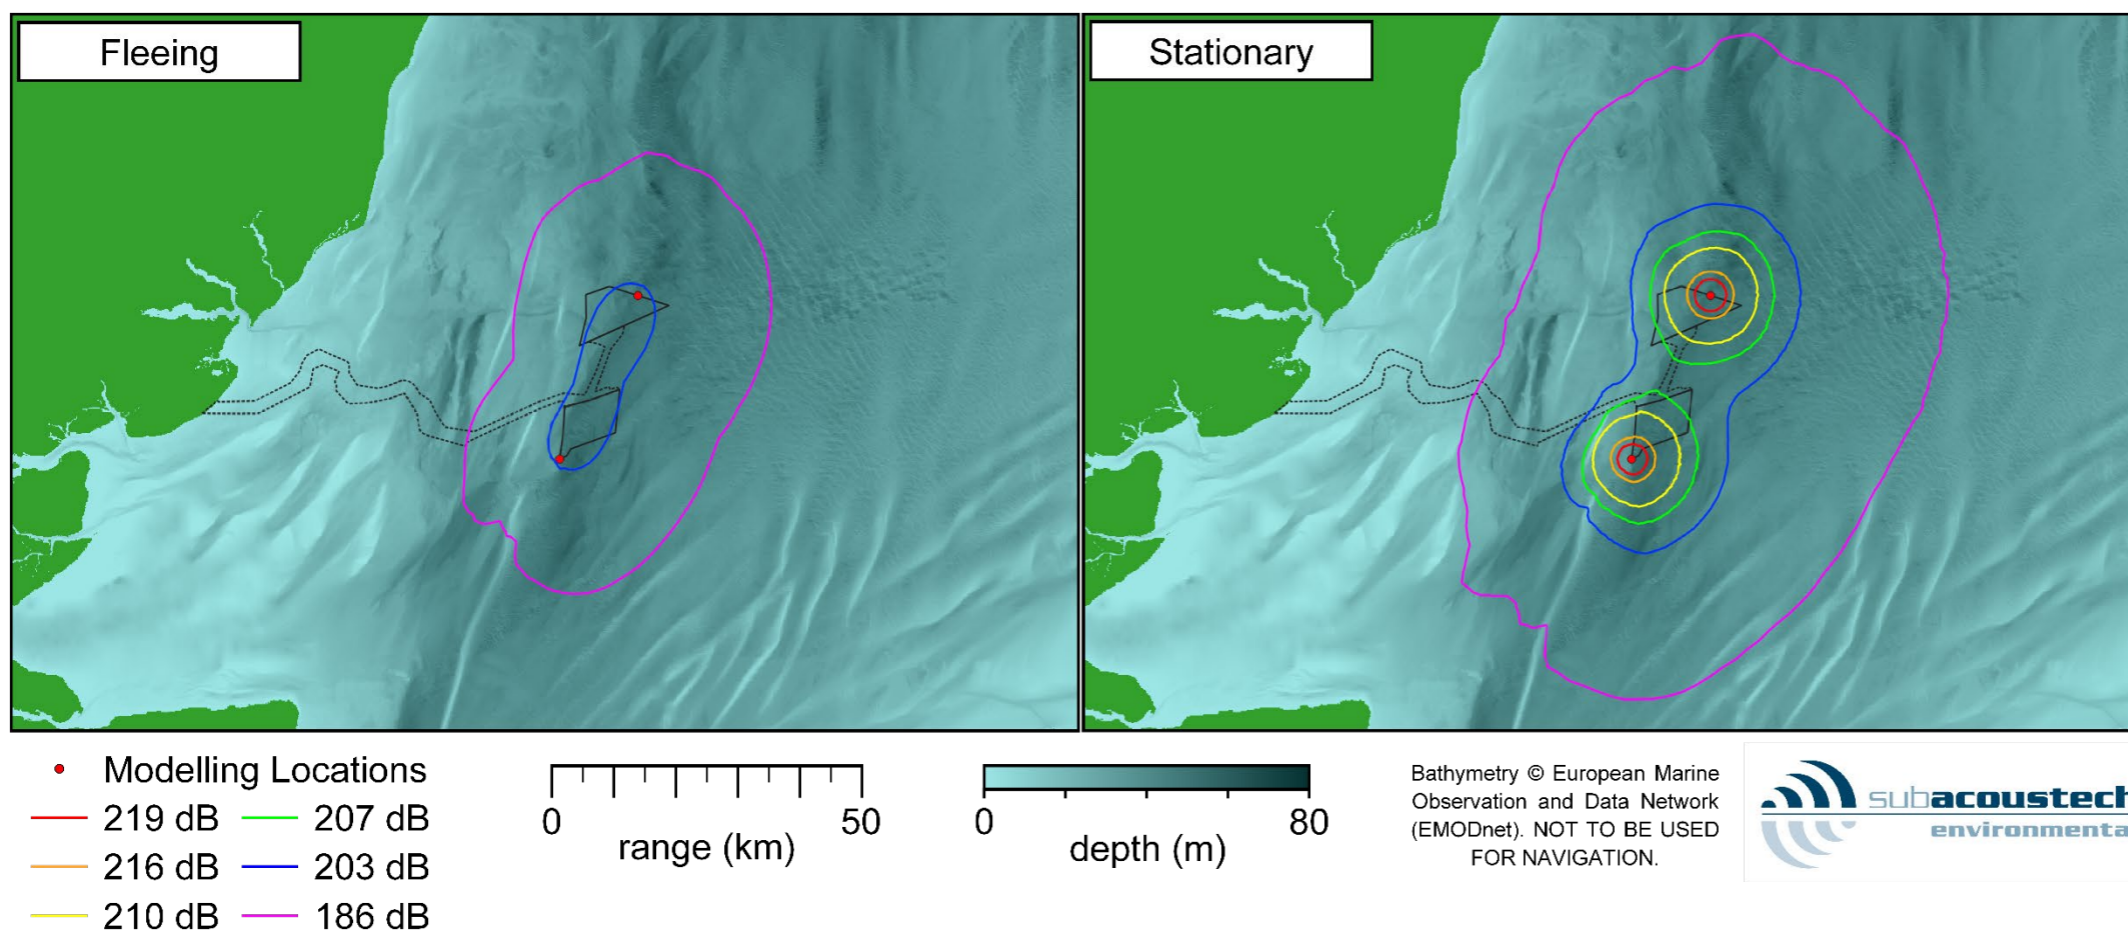 Fleeing
Stationary
Modelling Locations
219 dB
207 dB
216 dB
203 dB
210 dB
186 dB
0
50
range (km)
0
80
depth (m)
Bathymetry © European Marine
Observation and Data Network
(EMODnet). NOT TO BE USED
FOR NAVIGATION.
subacoustech
environmenta